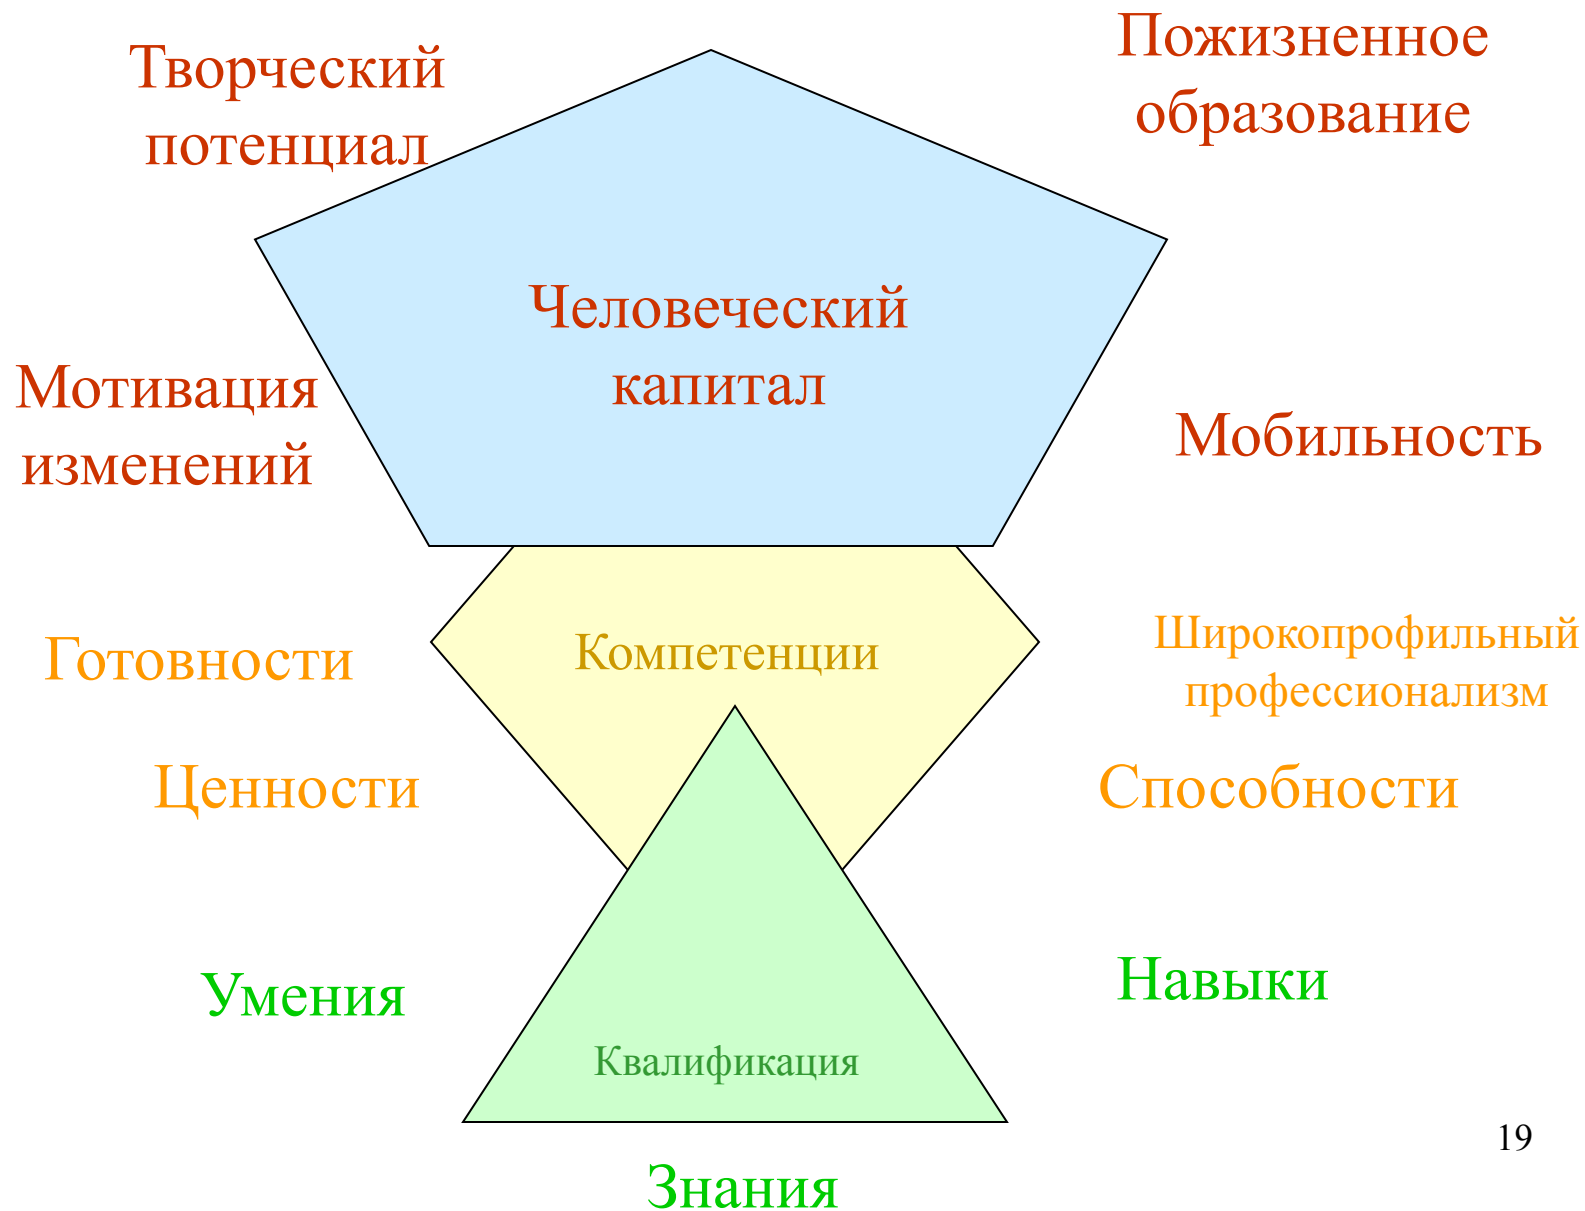 Творческий
потенциал
Пожизненное
образование
Человеческий
капитал
Мотивация
изменений
Мобильность
Готовности
Компетенции
Широкопрофильный
профессионализм
Ценности
Способности
Умения
Навыки
Квалификация
19
Знания